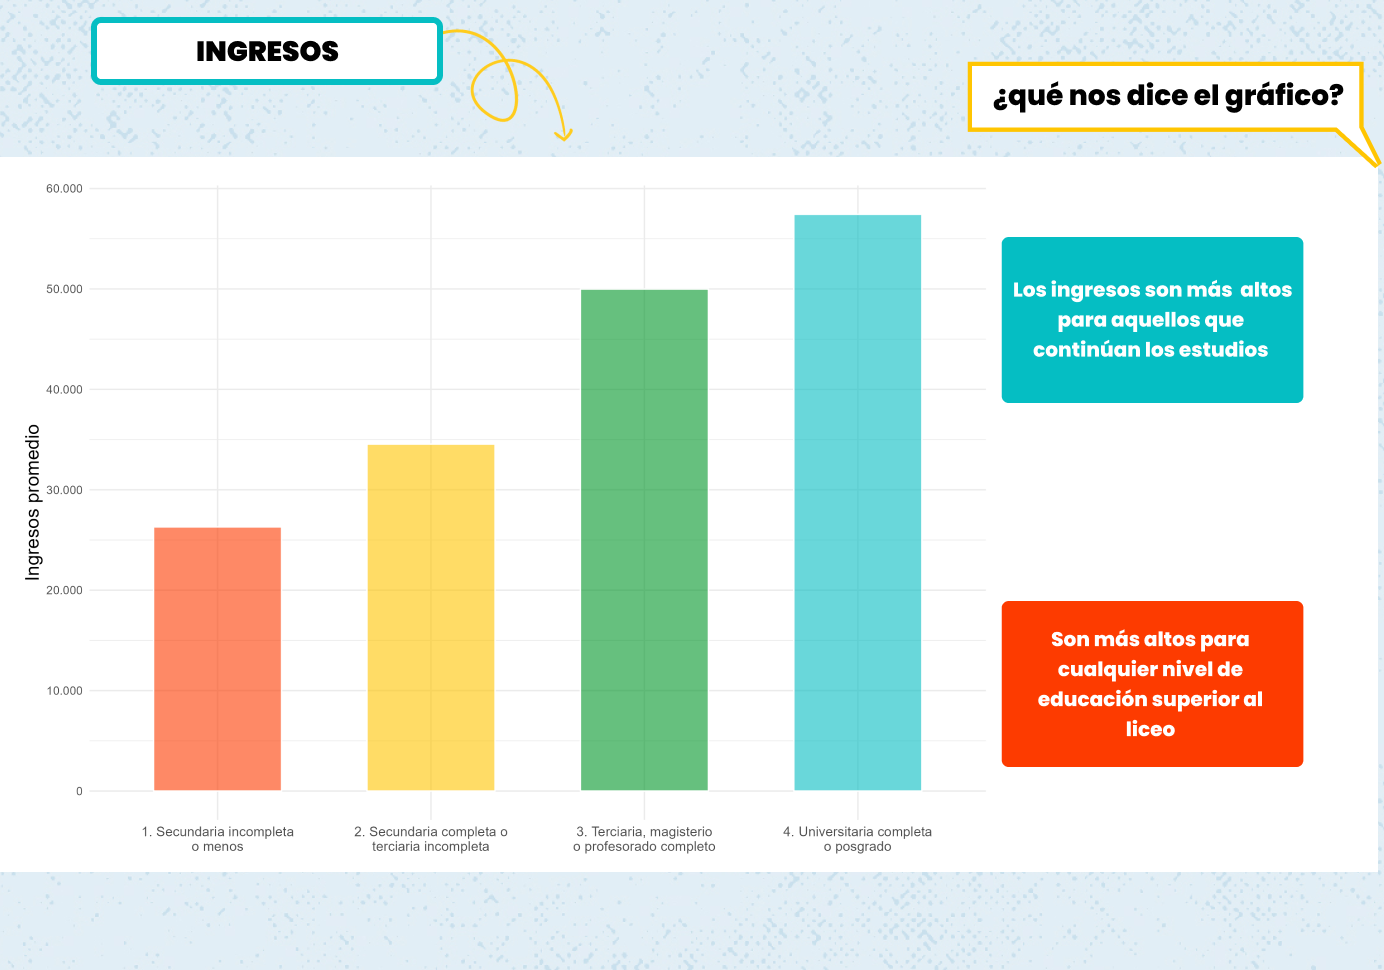 INGRESOS
¿qué nos dice el gráfico?
60.000
50.000
40.000
30.000
20.000
10.000
0
Ingresos promedio
1. Secundaria incompleta
o menos
2. Secundaria completa o
terciaria incompleta
3. Terciaria, magisterio
o profesorado completo
4. Universitaria completa
o posgrado
Los ingresos son más altos
para aquellos que
continúan los estudios
Son más altos para
cualquier nivel de
educación superior al
liceo